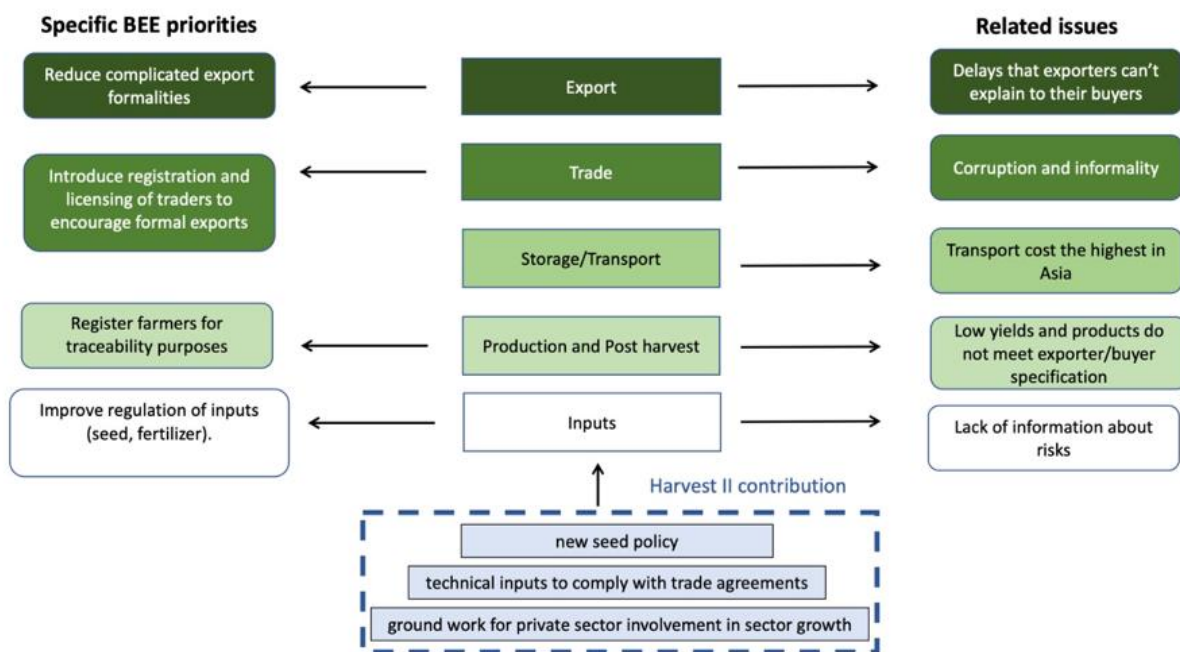 Specific BEE priorities
Related issues
Reduce complicated export
formalities
Export
Delays that exporters can’t
explain to their buyers
Introduce registration and
licensing of traders to
encourage formal exports
Trade
Corruption and informality
Storage/Transport
Transport cost the highest in
Asia
Register farmers for
traceability purposes
Production and Post harvest
Low yields and products do
not meet exporter/buyer
specification
Improve regulation of inputs
(seed, fertilizer).
Inputs
Lack of information about
risks
Harvest II contribution
new seed policy
technical inputs to comply with trade agreements
ground work for private sector involvement in sector growth